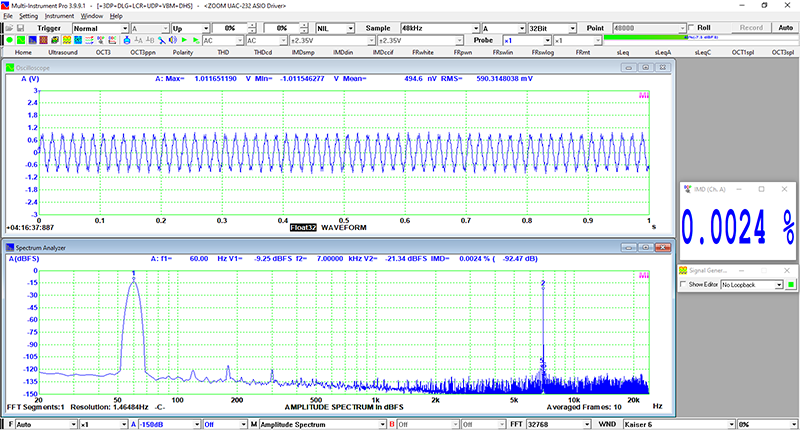 Multi-Instrument Pro 3.9.9.1 - [+3DP+DLG+LCR+UDP+VBM+DHS] - <ZOOM UAC-232 ASIO Driver>
Setting Instrument Window Help
Trigger Normal A Up 0% 0% NIL Sample 48kHz A 32Bit Point 48000 Roll Record Auto
AC AC ±2.35V ±2.35V Probe ×1 ×1
Home Ultrasound OCT3 OCT3ppn Polarity THD THDcd IMDsmp IMDdin IMDccif FRwhite FRpwn FRswlin FRswlog FRmt sLeq sLeqA sLeqC OCT1spl OCT3spl
Oscilloscope
A (V) A: Max= 1.011651190 V Min= -1.011546277 V Mean= 494.6 nV RMS= 590.3148038 mV
3
2.4
1.8
1.2
0.6
0
-0.6
-1.2
-1.8
-2.4
-3
0 0.1 0.2 0.3 0.4 0.5 0.6 0.7 0.8 0.9 1
+04:16:37:887 Float32 WAVEFORM s
IMD (Ch. A)
0.0024 %
Spectrum Analyzer
A(dBFS) A: f1= 60.00 Hz V1= -9.25 dBFS f2= 7.00000 kHz V2= -21.34 dBFS IMD= 0.0024 % ( -92.47 dB)
Signal Gener...
Show Editor No Loopback
0
-15
-30
-45
-60
-75
-90
-105
-120
-135
-150
1
2
5
20 50 100 200 500 1k 2k 5k 10k 20k
FFT Segments:1 Resolution: 1.46484Hz -C- AMPLITUDE SPECTRUM in dBFS Averaged Frames: 10 Hz
F Auto ×1 A -150dB Off M Amplitude Spectrum B Off Off FFT 32768 WND Kaiser 6 0%